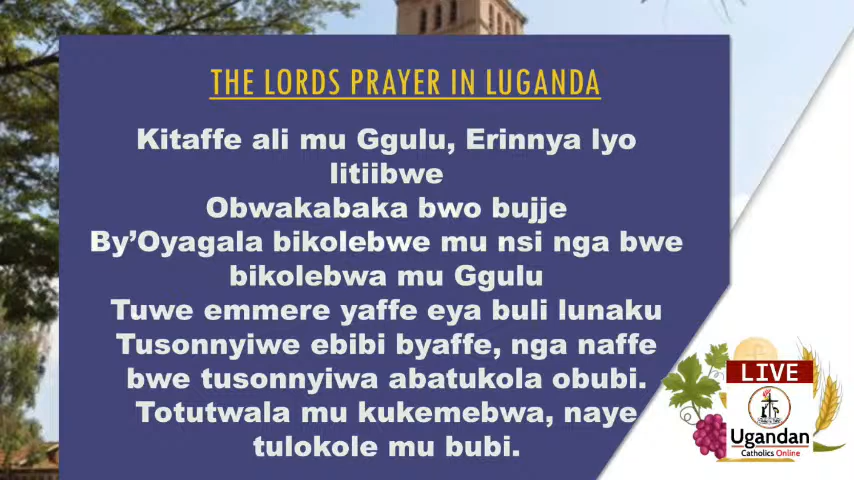 THE LORDS PRAYER IN LUGANDA
Kitaffe ali mu Ggulu, Erinnya lyo
litiibwe
Obwakabaka bwo bujje
By’Oyagala bikolebwe mu nsi nga bwe
bikolebwa mu Ggulu
Tuwe emmere yaffe eya buli lunaku
Tusonnyiwe ebibi byaffe, nga naffe
bwe tusonnyiwa abatukola obubi.
Totutwala mu kukemebwa, naye
tulokole mu bubi.
LIVE
Ugandan
Catholics Online